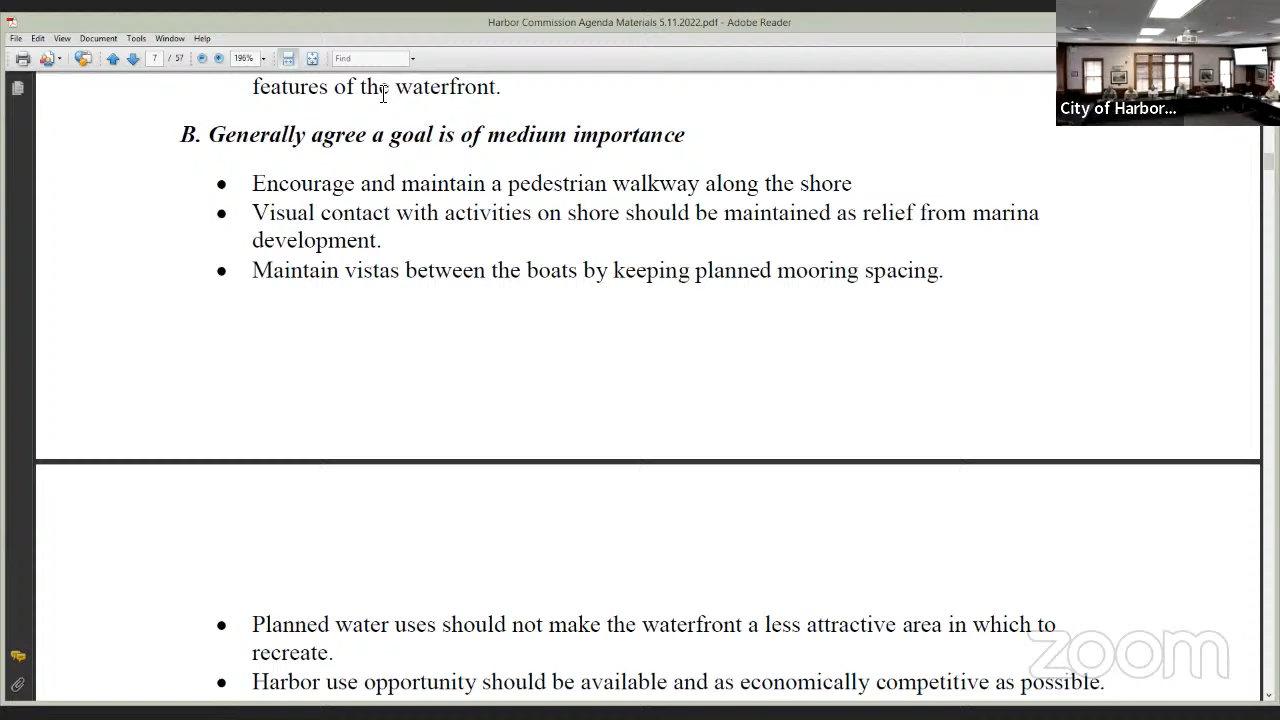 Harbor Commission Agenda Materials 5.11.2022.pdf - Adobe Reader
File Edit View Document Tools Window Help
7 / 57 196% Find
City of Harbor...
features of the waterfront.
B. Generally agree a goal is of medium importance
• Encourage and maintain a pedestrian walkway along the shore
• Visual contact with activities on shore should be maintained as relief from marina
development.
• Maintain vistas between the boats by keeping planned mooring spacing.
• Planned water uses should not make the waterfront a less attractive area in which to
recreate.
• Harbor use opportunity should be available and as economically competitive as possible.
zoom